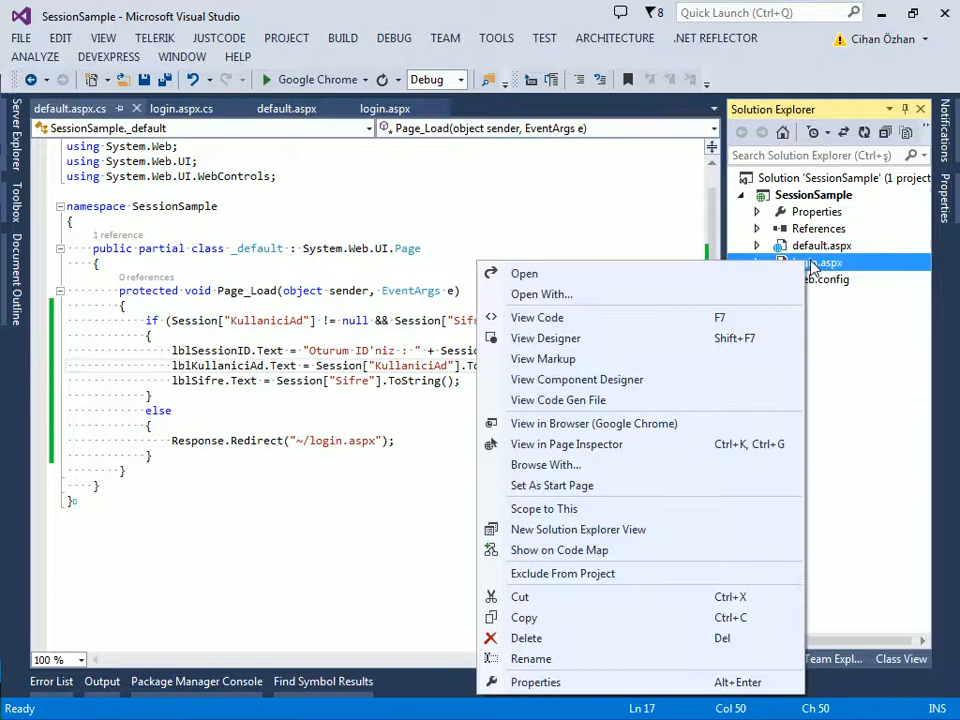 SessionSample - Microsoft Visual Studio
8
Quick Launch (Ctrl+Q)
FILE EDIT VIEW TELERIK JUSTCODE PROJECT BUILD DEBUG TEAM TOOLS TEST ARCHITECTURE .NET REFLECTOR
Cihan Özhan
ANALYZE DEVEXPRESS WINDOW HELP
Google Chrome
Debug
Server Explorer
Toolbox
Document Outline
default.aspx.cs login.aspx.cs default.aspx login.aspx
SessionSample._default
Page_Load(object sender, EventArgs e)
using System.Web;
using System.Web.UI;
using System.Web.UI.WebControls;
namespace SessionSample
{
1 reference
public partial class _default : System.Web.UI.Page
{
0 references
protected void Page_Load(object sender, EventArgs e)
{
if (Session["KullaniciAd"] != null && Session["Sifr
{
lblSessionID.Text = "Oturum ID'niz : " + Sessio
lblKullaniciAd.Text = Session["KullaniciAd"].To
lblSifre.Text = Session["Sifre"].ToString();
}
else
{
Response.Redirect("~/login.aspx");
}
}
}
}
100 %
Solution Explorer
Search Solution Explorer (Ctrl+ş)
Solution 'SessionSample' (1 project
SessionSample
Properties
References
default.aspx
.aspx
.config
Open
Open With...
View Code F7
View Designer Shift+F7
View Markup
View Component Designer
View Code Gen File
View in Browser (Google Chrome)
View in Page Inspector Ctrl+K, Ctrl+G
Browse With...
Set As Start Page
Scope to This
New Solution Explorer View
Show on Code Map
Exclude From Project
Cut Ctrl+X
Copy Ctrl+C
Delete Del
Rename
Properties Alt+Enter
Team Expl... Class View
Notifications
Properties
Error List Output Package Manager Console Find Symbol Results
Ready Ln 17 Col 50 Ch 50 INS